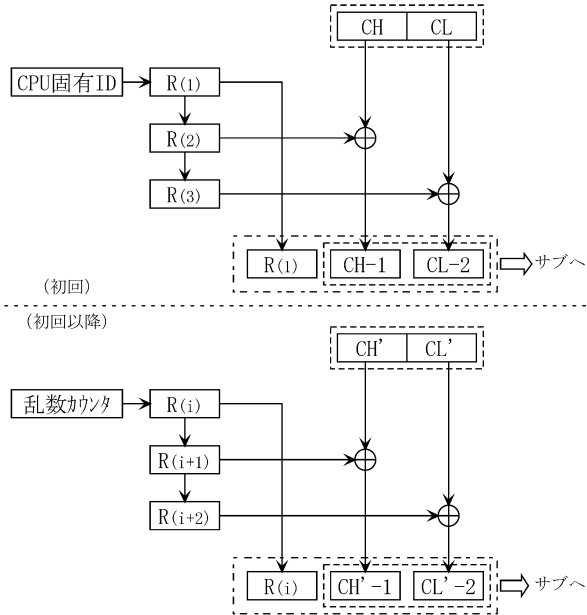 CH CL
CPU固有ID R(1)
R(2)
R(3)
R(1) CH-1 CL-2 サブへ
(初回)
(初回以降)
CH' CL'
乱数カウンタ R(i)
R(i+1)
R(i+2)
R(i) CH'-1 CL'-2 サブへ